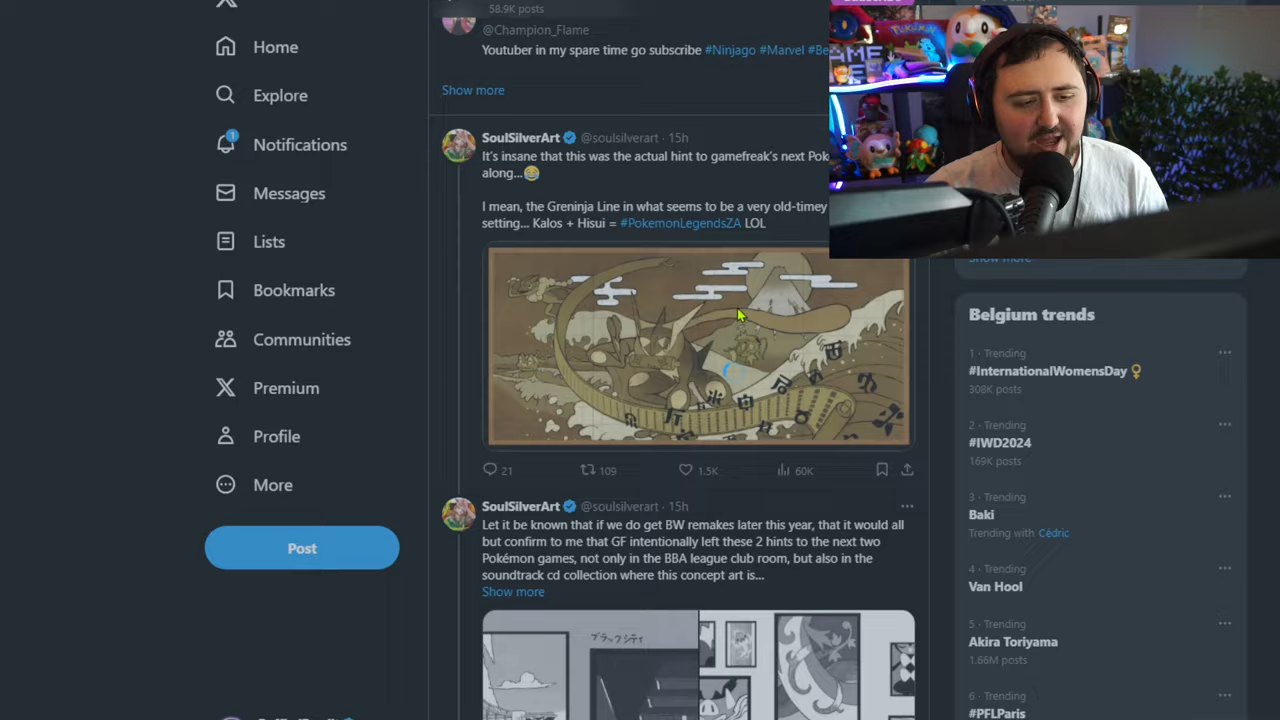 58.9K posts
@Champion_Flame
Youtuber in my spare time go subscribe #Ninjago #Marvel #Be
Show more
Home
Explore
1
Notifications
Messages
Lists
Bookmarks
Communities
Premium
Profile
More
Post
SoulSilverArt @soulsilverart · 15h
It's insane that this was the actual hint to gamefreak's next Pok
along...😂
I mean, the Greninja Line in what seems to be a very old-timey
setting... Kalos + Hisui = #PokemonLegendsZA LOL
21 109 1.5K 60K
SoulSilverArt @soulsilverart · 15h
Let it be known that if we do get BW remakes later this year, that it would all
but confirm to me that GF intentionally left these 2 hints to the next two
Pokémon games, not only in the BBA league club room, but also in the
soundtrack cd collection where this concept art is...
Show more
ブラックシティ
Show more
Belgium trends
1 · Trending
#InternationalWomensDay
308K posts
2 · Trending
#IWD2024
169K posts
3 · Trending
Baki
Trending with Cédric
4 · Trending
Van Hool
5 · Trending
Akira Toriyama
1.66M posts
6 · Trending
#PFLParis